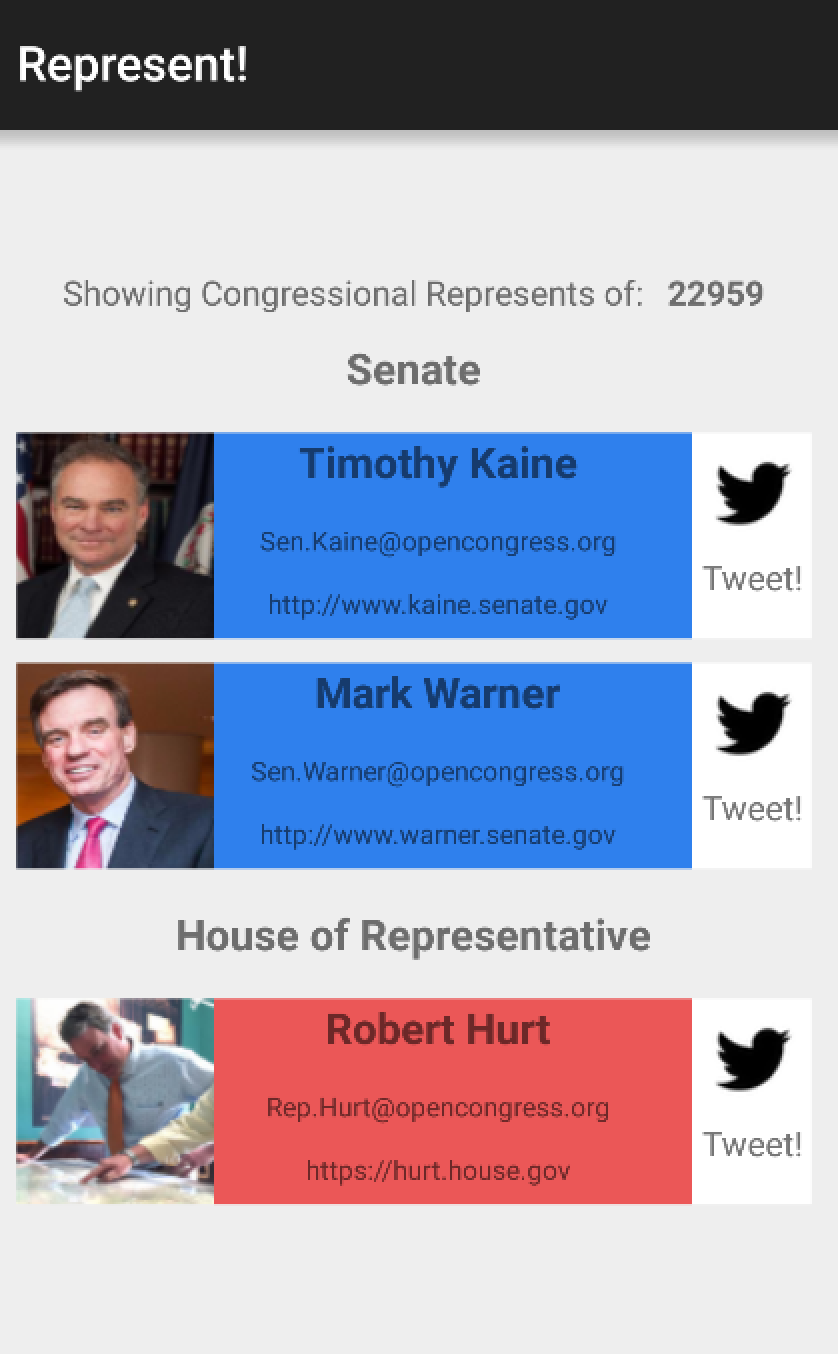 Represent!
Showing Congressional Represents of: 22959
Senate
Timothy Kaine
Sen.Kaine@opencongress.org
http://www.kaine.senate.gov
Tweet!
Mark Warner
Sen.Warner@opencongress.org
http://www.warner.senate.gov
Tweet!
House of Representative
Robert Hurt
Rep.Hurt@opencongress.org
https://hurt.house.gov
Tweet!